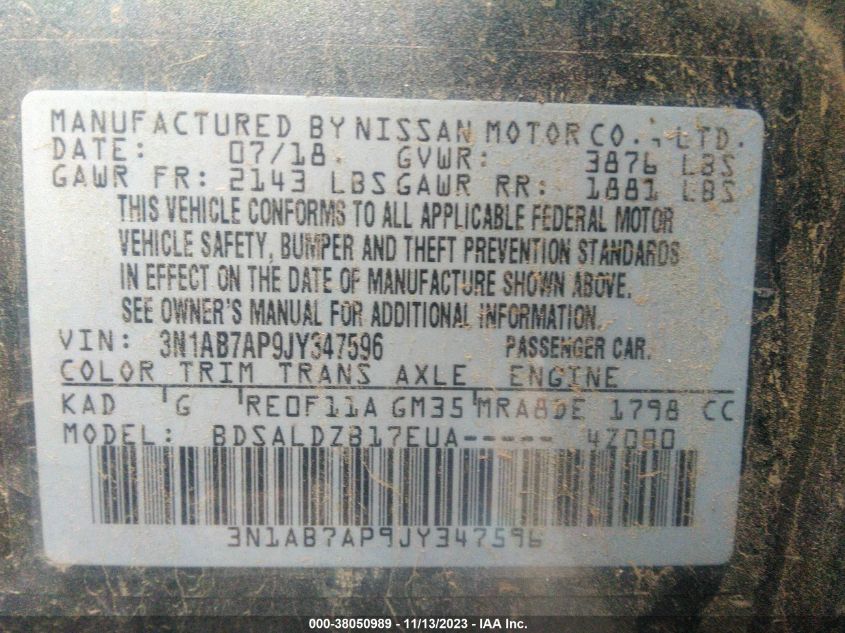 MANUFACTURED BY NISSAN MOTOR CO., LTD.
DATE: 07/18 GVWR: 3876 LBS
GAWR FR: 2143 LBS GAWR RR: 1881 LBS
THIS VEHICLE CONFORMS TO ALL APPLICABLE FEDERAL MOTOR
VEHICLE SAFETY, BUMPER AND THEFT PREVENTION STANDARDS
IN EFFECT ON THE DATE OF MANUFACTURE SHOWN ABOVE.
SEE OWNER'S MANUAL FOR ADDITIONAL INFORMATION.
VIN: 3N1AB7AP9JY347596 PASSENGER CAR.
COLOR TRIM TRANS AXLE ENGINE
KAD G RE0F11A GM35 MRA8DE 1798 CC
MODEL: BDSALDZB17EUA----- 4Z000
3N1AB7AP9JY347596
000-38050989 - 11/13/2023 - IAA Inc.